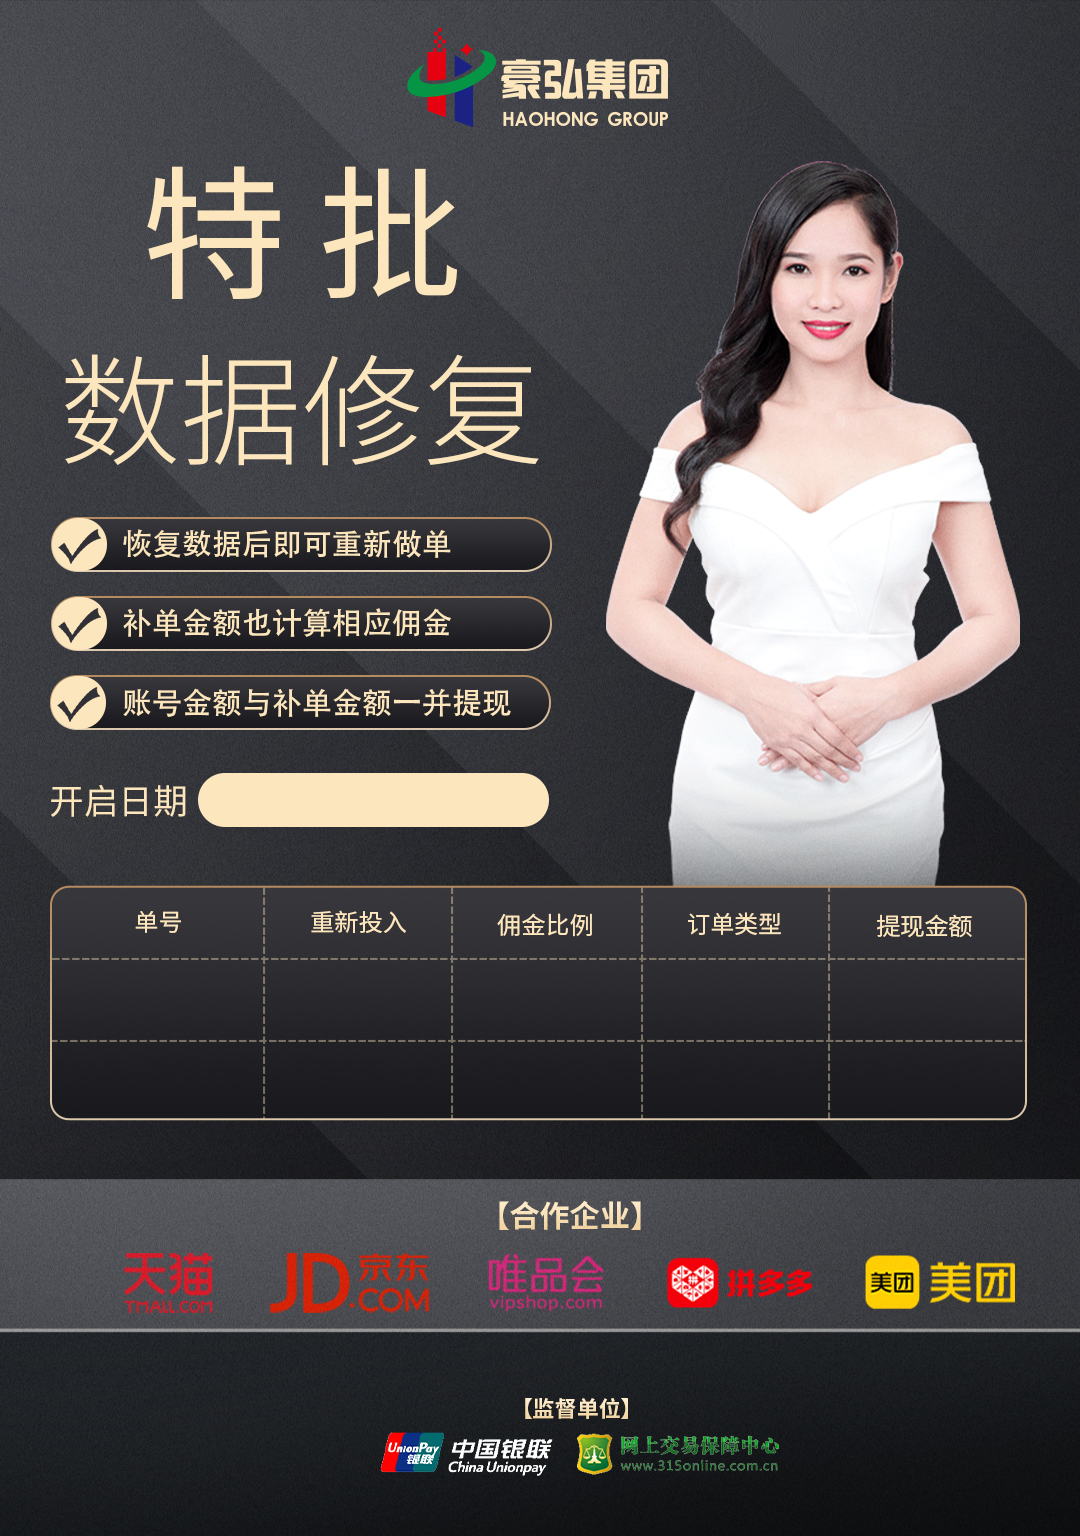 豪弘集团
HAOHONG GROUP
特批
数据修复
恢复数据后即可重新做单
补单金额也计算相应佣金
账号金额与补单金额一并提现
开启日期
单号 重新投入 佣金比例 订单类型 提现金额
【合作企业】
天猫
TMALL.COM
JD 京东
.COM
唯品会
vipshop.com
拼
拼多多
美团 美团
【监督单位】
UnionPay
银联
中国银联
China Unionpay
网上交易保障中心
www.315online.com.cn